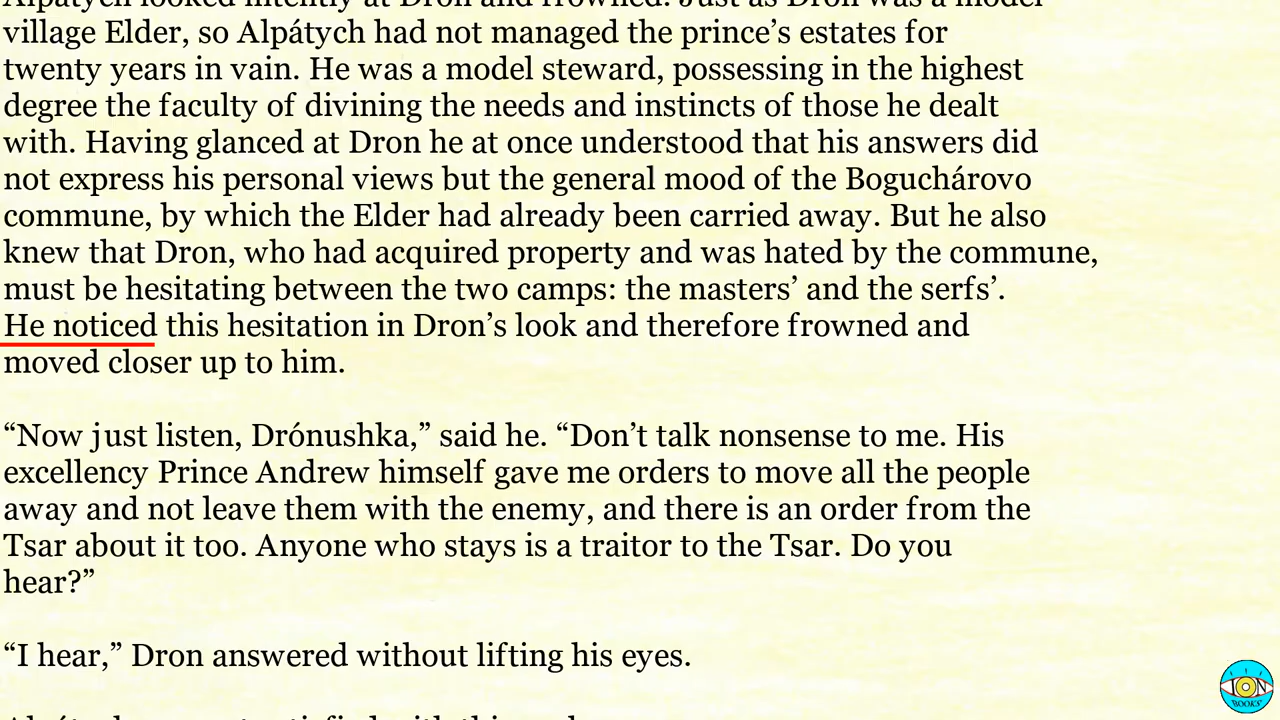 Alpátych looked intently at Dron and frowned. Just as Dron was a model
village Elder, so Alpátych had not managed the prince’s estates for
twenty years in vain. He was a model steward, possessing in the highest
degree the faculty of divining the needs and instincts of those he dealt
with. Having glanced at Dron he at once understood that his answers did
not express his personal views but the general mood of the Boguchárovo
commune, by which the Elder had already been carried away. But he also
knew that Dron, who had acquired property and was hated by the commune,
must be hesitating between the two camps: the masters’ and the serfs’.
He noticed this hesitation in Dron’s look and therefore frowned and
moved closer up to him.
“Now just listen, Drónushka,” said he. “Don’t talk nonsense to me. His
excellency Prince Andrew himself gave me orders to move all the people
away and not leave them with the enemy, and there is an order from the
Tsar about it too. Anyone who stays is a traitor to the Tsar. Do you
hear?”
“I hear,” Dron answered without lifting his eyes.
ION
BOOKS